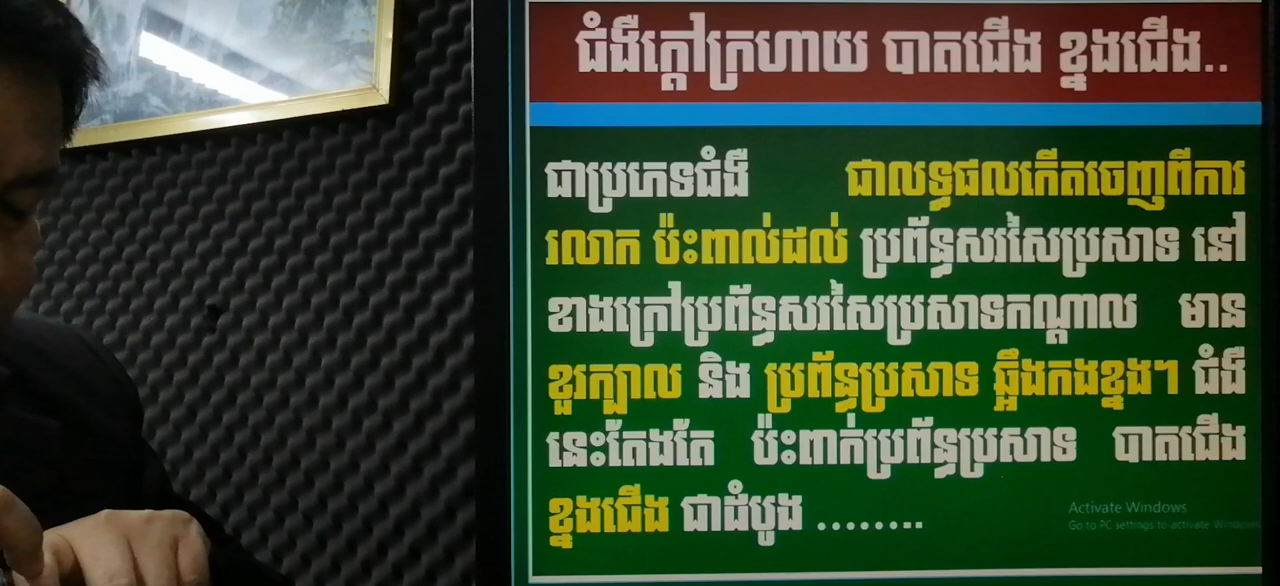 ជំងឺក្តៅក្រហាយ បាតជើង ខ្នងជើង..
ជាប្រភេទជំងឺ ជាលទ្ធផលកើតចេញពីការ
រលាក ប៉ះពាល់ដល់ ប្រព័ន្ធសរសៃប្រសាទ នៅ
ខាងក្រៅប្រព័ន្ធសរសៃប្រសាទកណ្តាល មាន
ខួរក្បាល និង ប្រព័ន្ធប្រសាទ ឆ្អឹងកងខ្នង។ ជំងឺ
នេះតែងតែ ប៉ះពាក់ប្រព័ន្ធប្រសាទ បាតជើង
ខ្នងជើង ជាដំបូង ........
Activate Windows
Go to PC settings to activate Windows